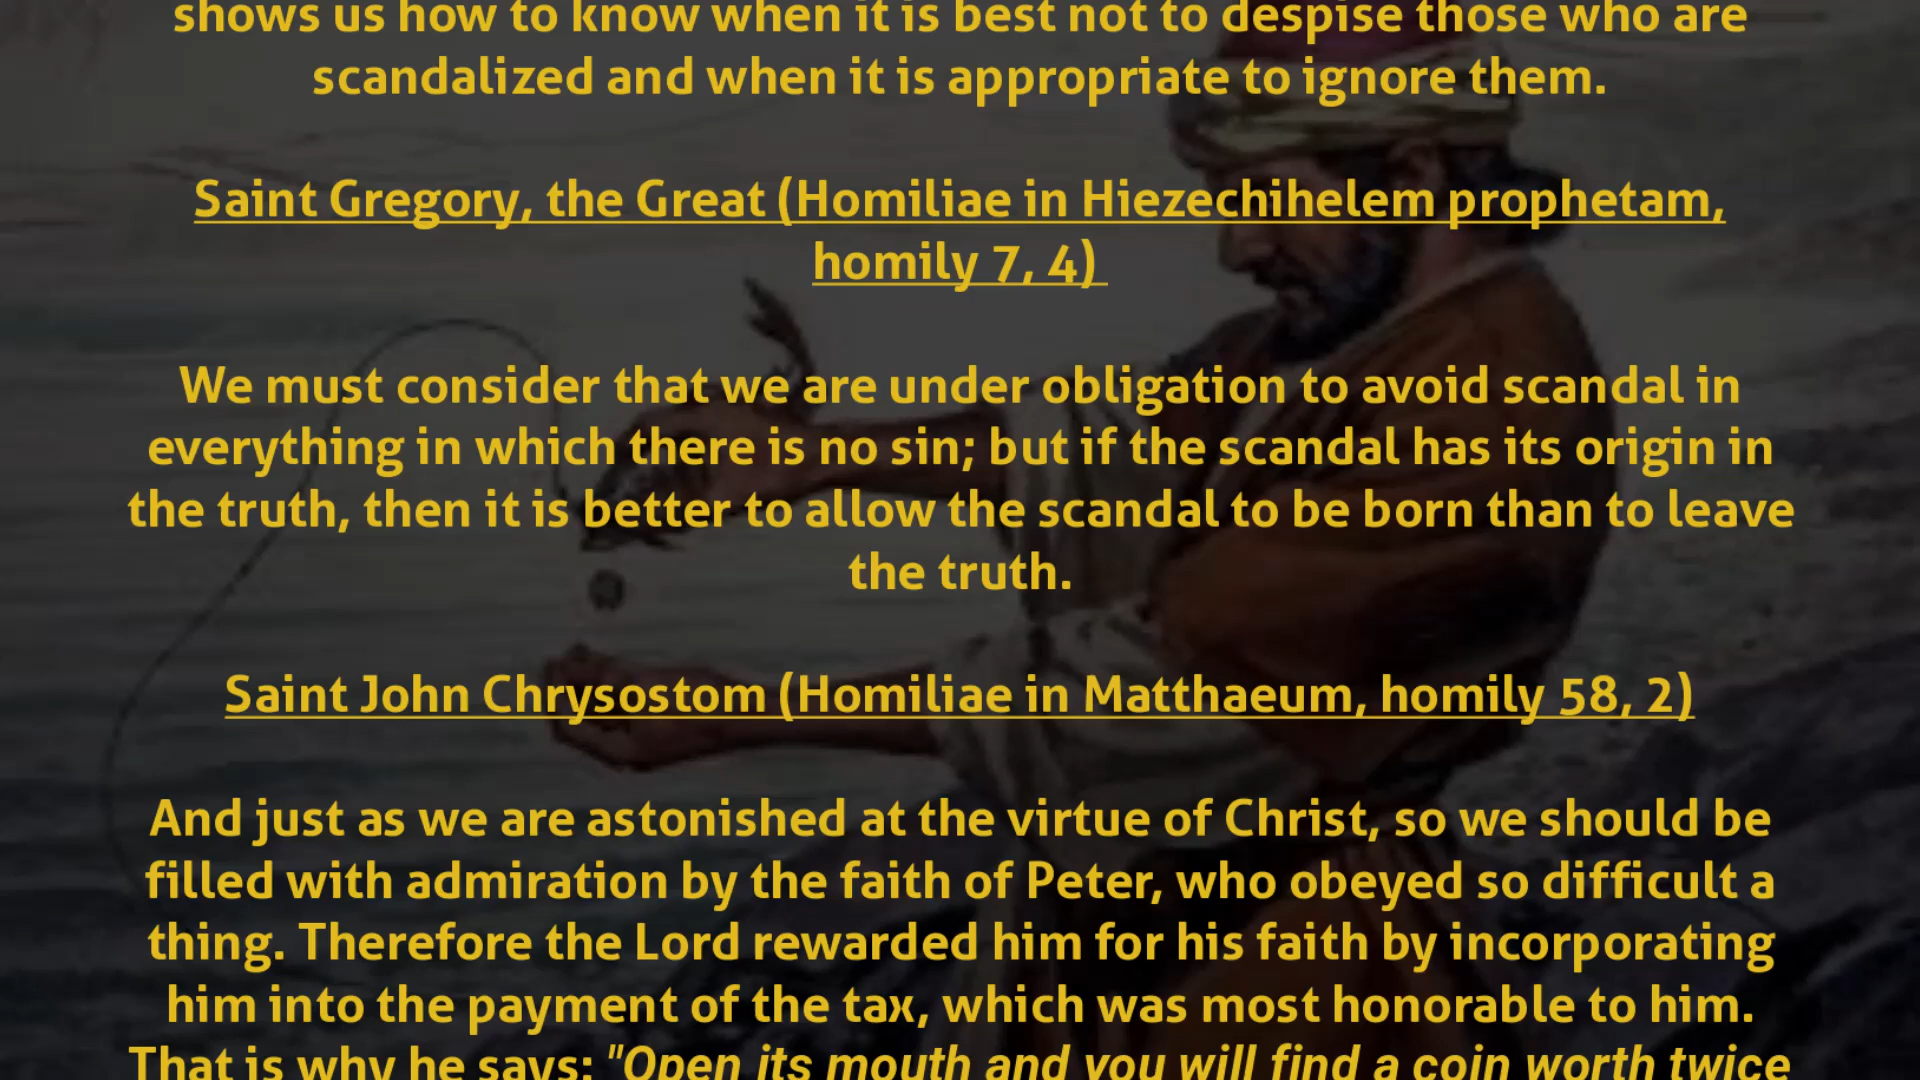 shows us how to know when it is best not to despise those who are
scandalized and when it is appropriate to ignore them.
Saint Gregory, the Great (Homiliae in Hiezechihelem prophetam,
homily 7, 4)
We must consider that we are under obligation to avoid scandal in
everything in which there is no sin; but if the scandal has its origin in
the truth, then it is better to allow the scandal to be born than to leave
the truth.
Saint John Chrysostom (Homiliae in Matthaeum, homily 58, 2)
And just as we are astonished at the virtue of Christ, so we should be
filled with admiration by the faith of Peter, who obeyed so difficult a
thing. Therefore the Lord rewarded him for his faith by incorporating
him into the payment of the tax, which was most honorable to him.
That is why he says: "Open its mouth and you will find a coin worth twice